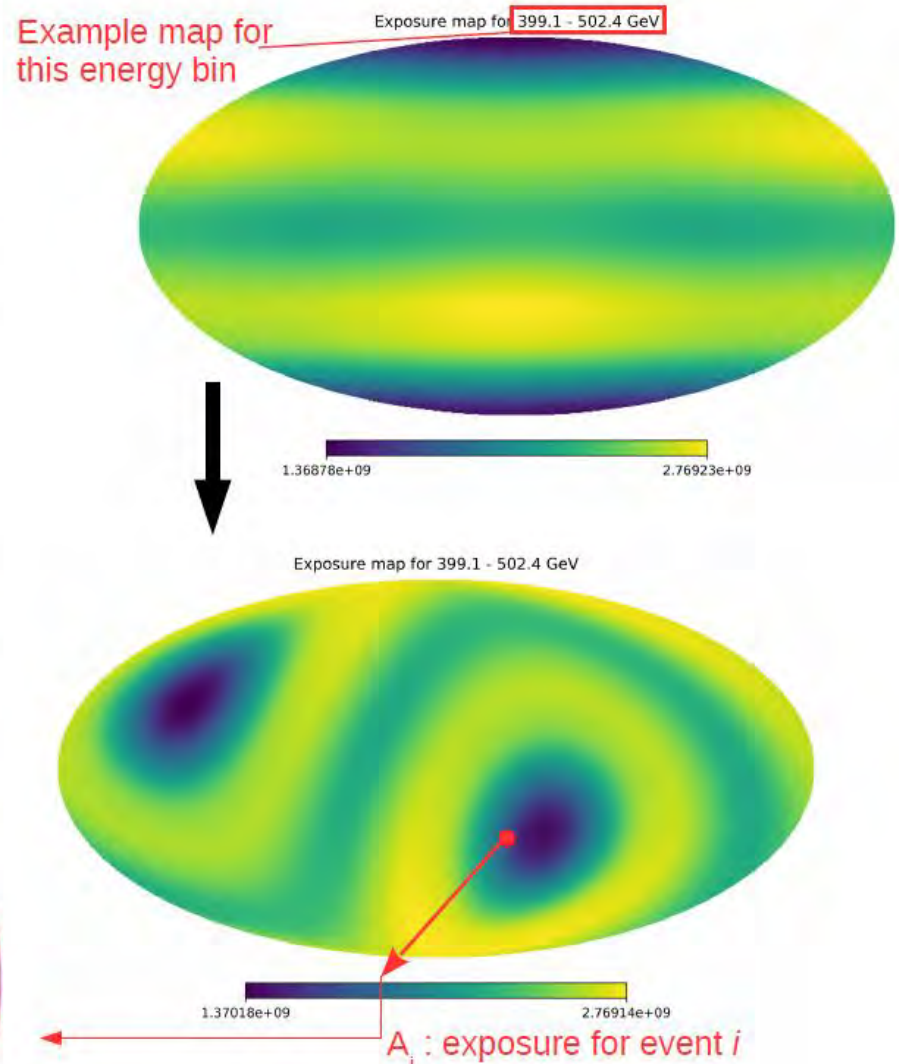 Exposure map for 399.1 - 502.4 GeV
Example map for
this energy bin
1.36878e+09 2.76923e+09
Exposure map for 399.1 - 502.4 GeV
1.37018e+09 2.76914e+09
A_i : exposure for event i